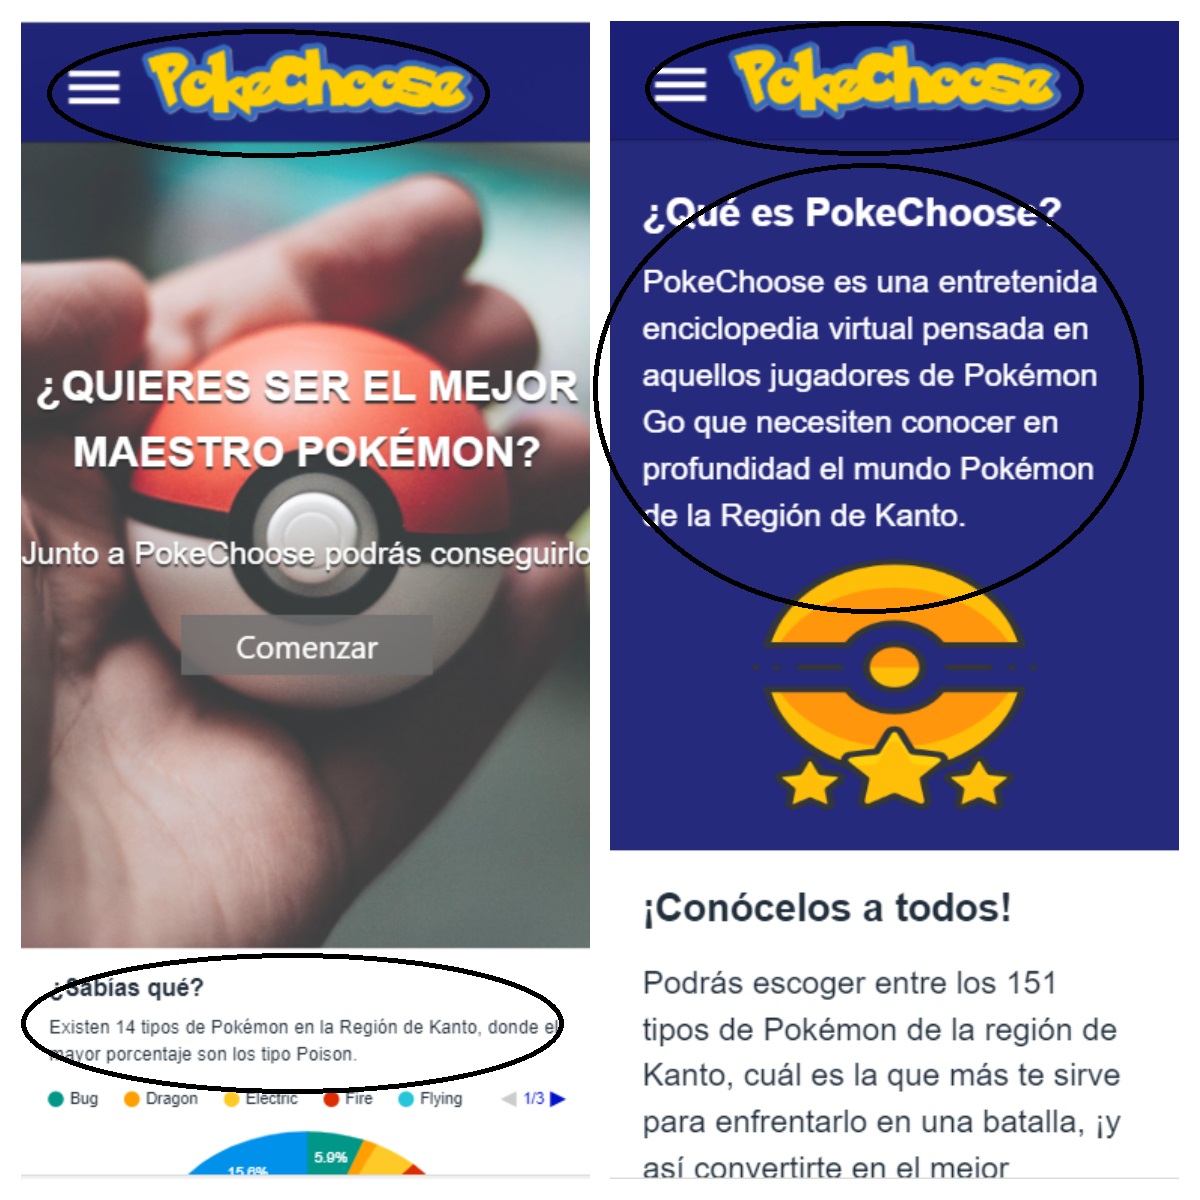 PokeChoose
¿QUIERES SER EL MEJOR
MAESTRO POKÉMON?
Junto a PokeChoose podrás conseguirlo
Comenzar
¿Sabías qué?
Existen 14 tipos de Pokémon en la Región de Kanto, donde el
mayor porcentaje son los tipo Poison.
Bug Dragon Electric Fire Flying 1/3
15.6% 5.9%
PokeChoose
¿Qué es PokeChoose?
PokeChoose es una entretenida
enciclopedia virtual pensada en
aquellos jugadores de Pokémon
Go que necesiten conocer en
profundidad el mundo Pokémon
de la Región de Kanto.
¡Conócelos a todos!
Podrás escoger entre los 151
tipos de Pokémon de la región de
Kanto, cuál es la que más te sirve
para enfrentarlo en una batalla, ¡y
así convertirte en el mejor